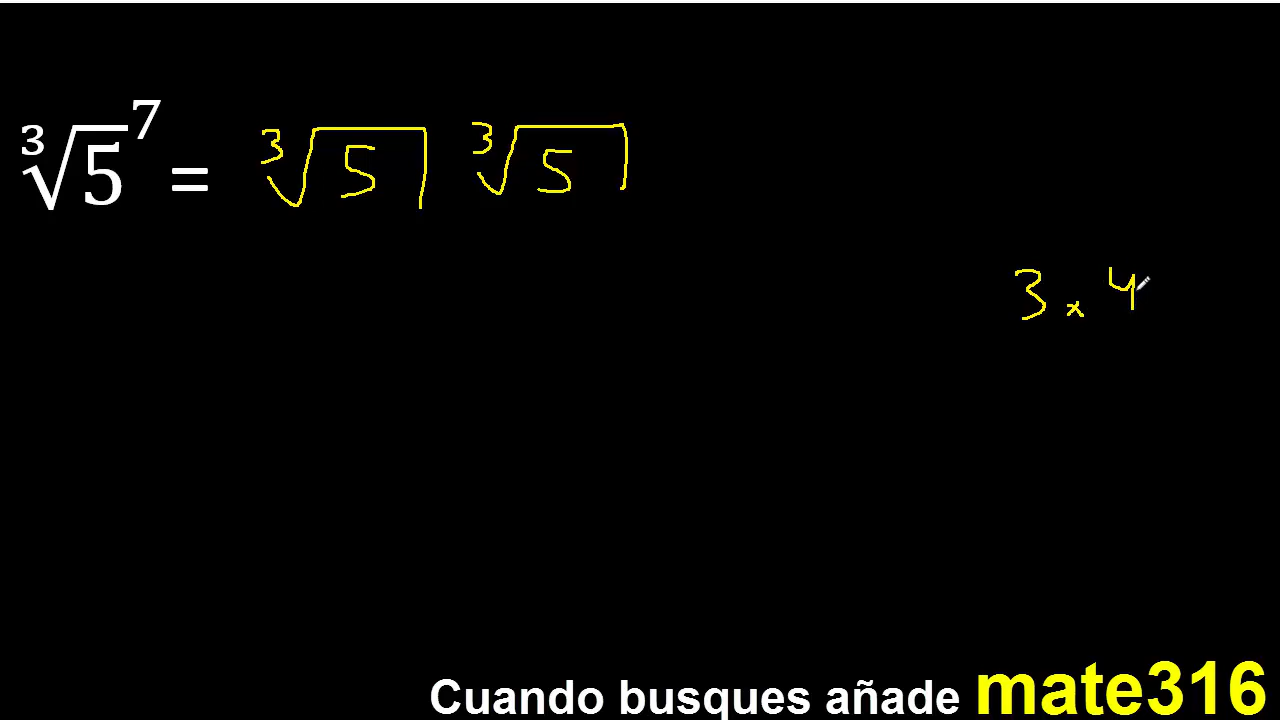 ∛5⁷ = ∛5 ∛5
3 x 4
Cuando busques añade mate316